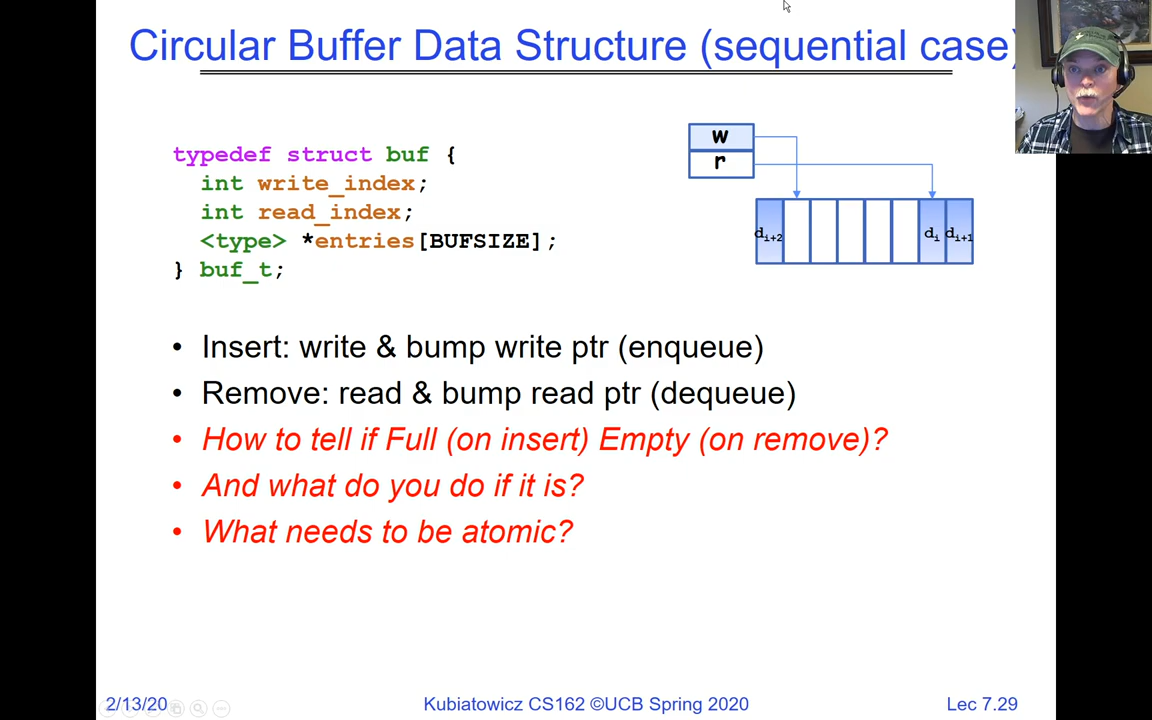 Circular Buffer Data Structure (sequential case)
typedef struct buf {
int write_index;
int read_index;
<type> *entries[BUFSIZE];
} buf_t;
w
r
di+2
di
di+1
• Insert: write & bump write ptr (enqueue)
• Remove: read & bump read ptr (dequeue)
• How to tell if Full (on insert) Empty (on remove)?
• And what do you do if it is?
• What needs to be atomic?
2/13/20
Kubiatowicz CS162 ©UCB Spring 2020
Lec 7.29